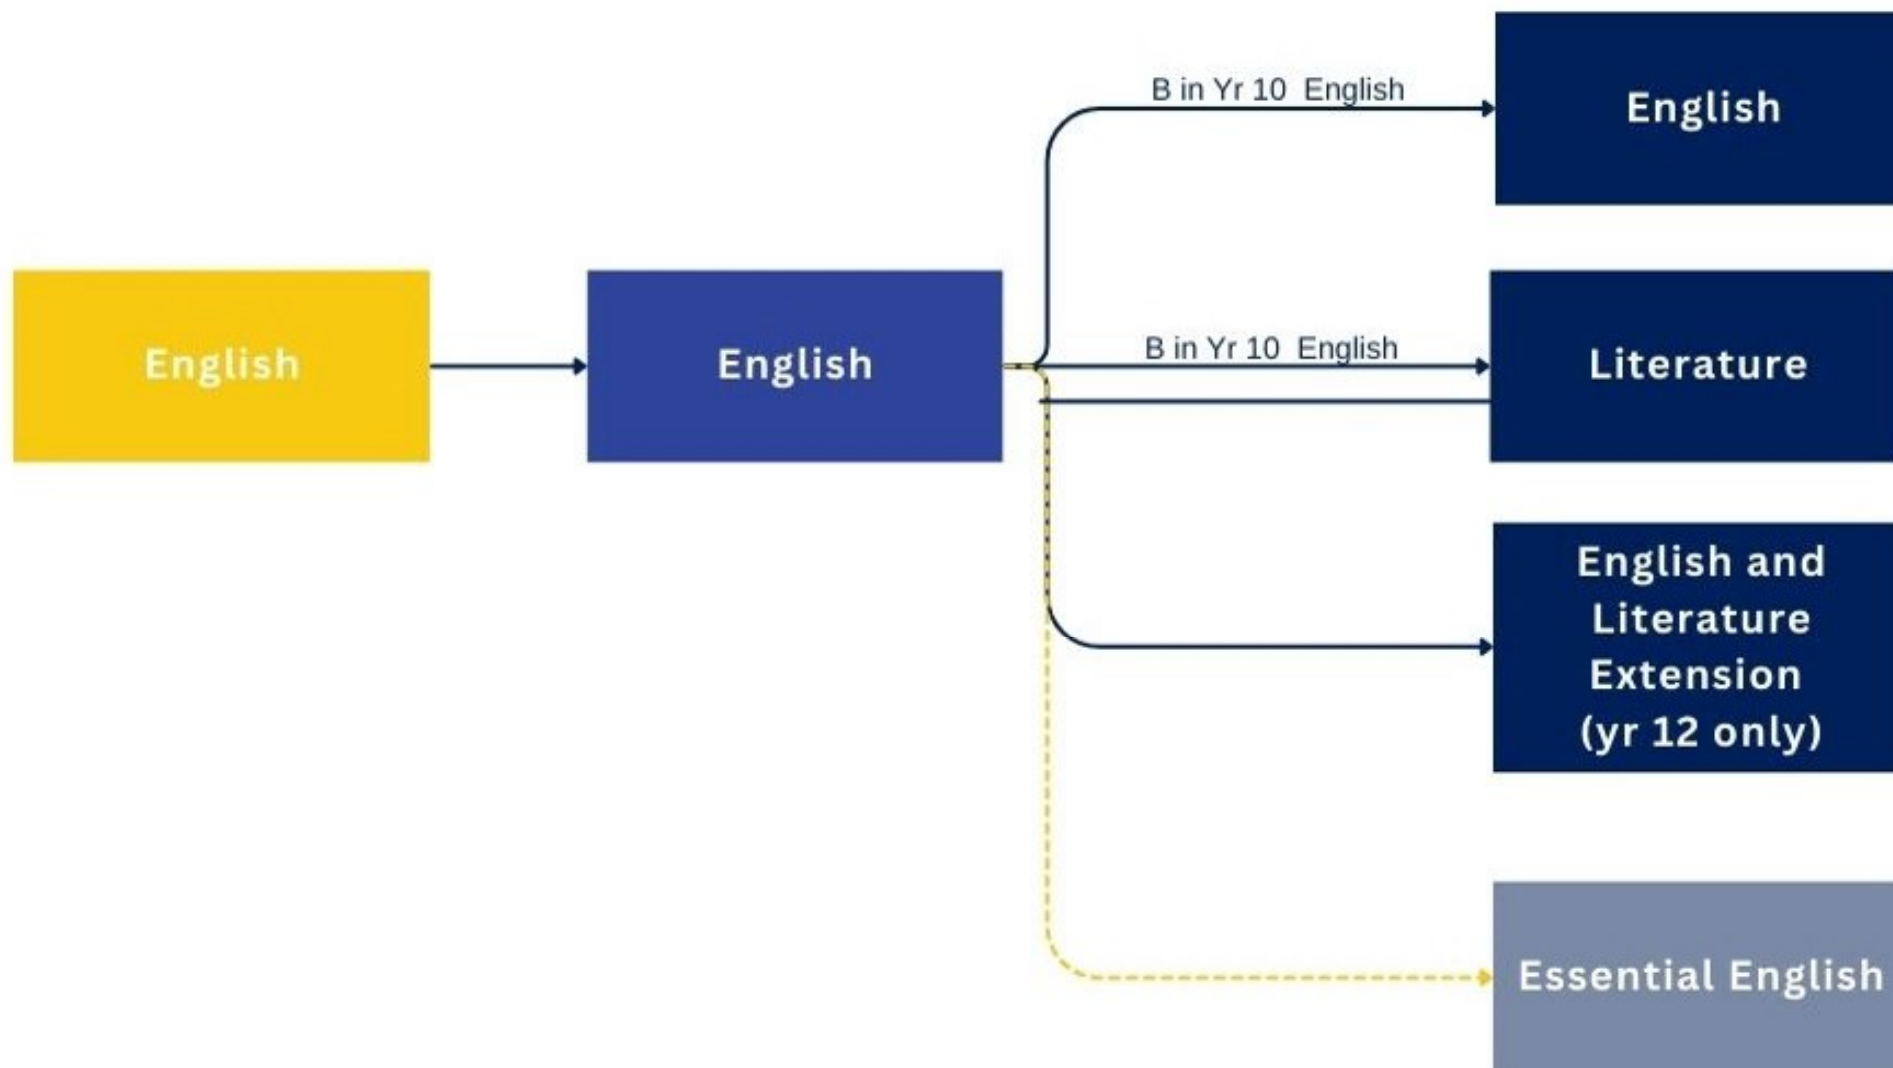 B in Yr 10 English
English
English
English
B in Yr 10 English
Literature
English and
Literature
Extension
(yr 12 only)
Essential English